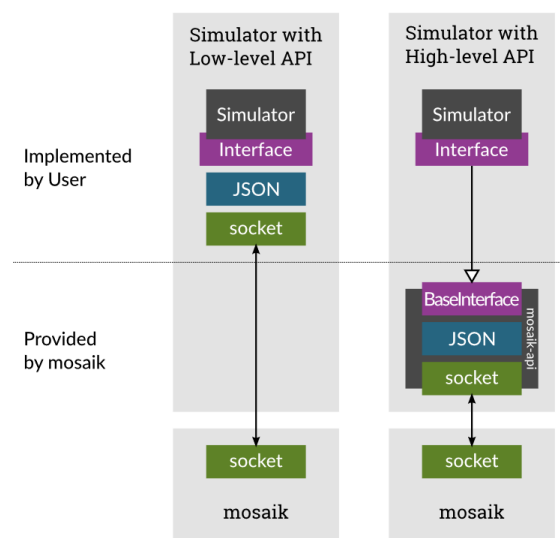 Simulator with
Low-level API
Simulator with
High-level API
Implemented
by User
Simulator
Interface
JSON
socket
Simulator
Interface
Provided
by mosaik
BaseInterface
JSON
socket
mosaik-api
socket
mosaik
socket
mosaik